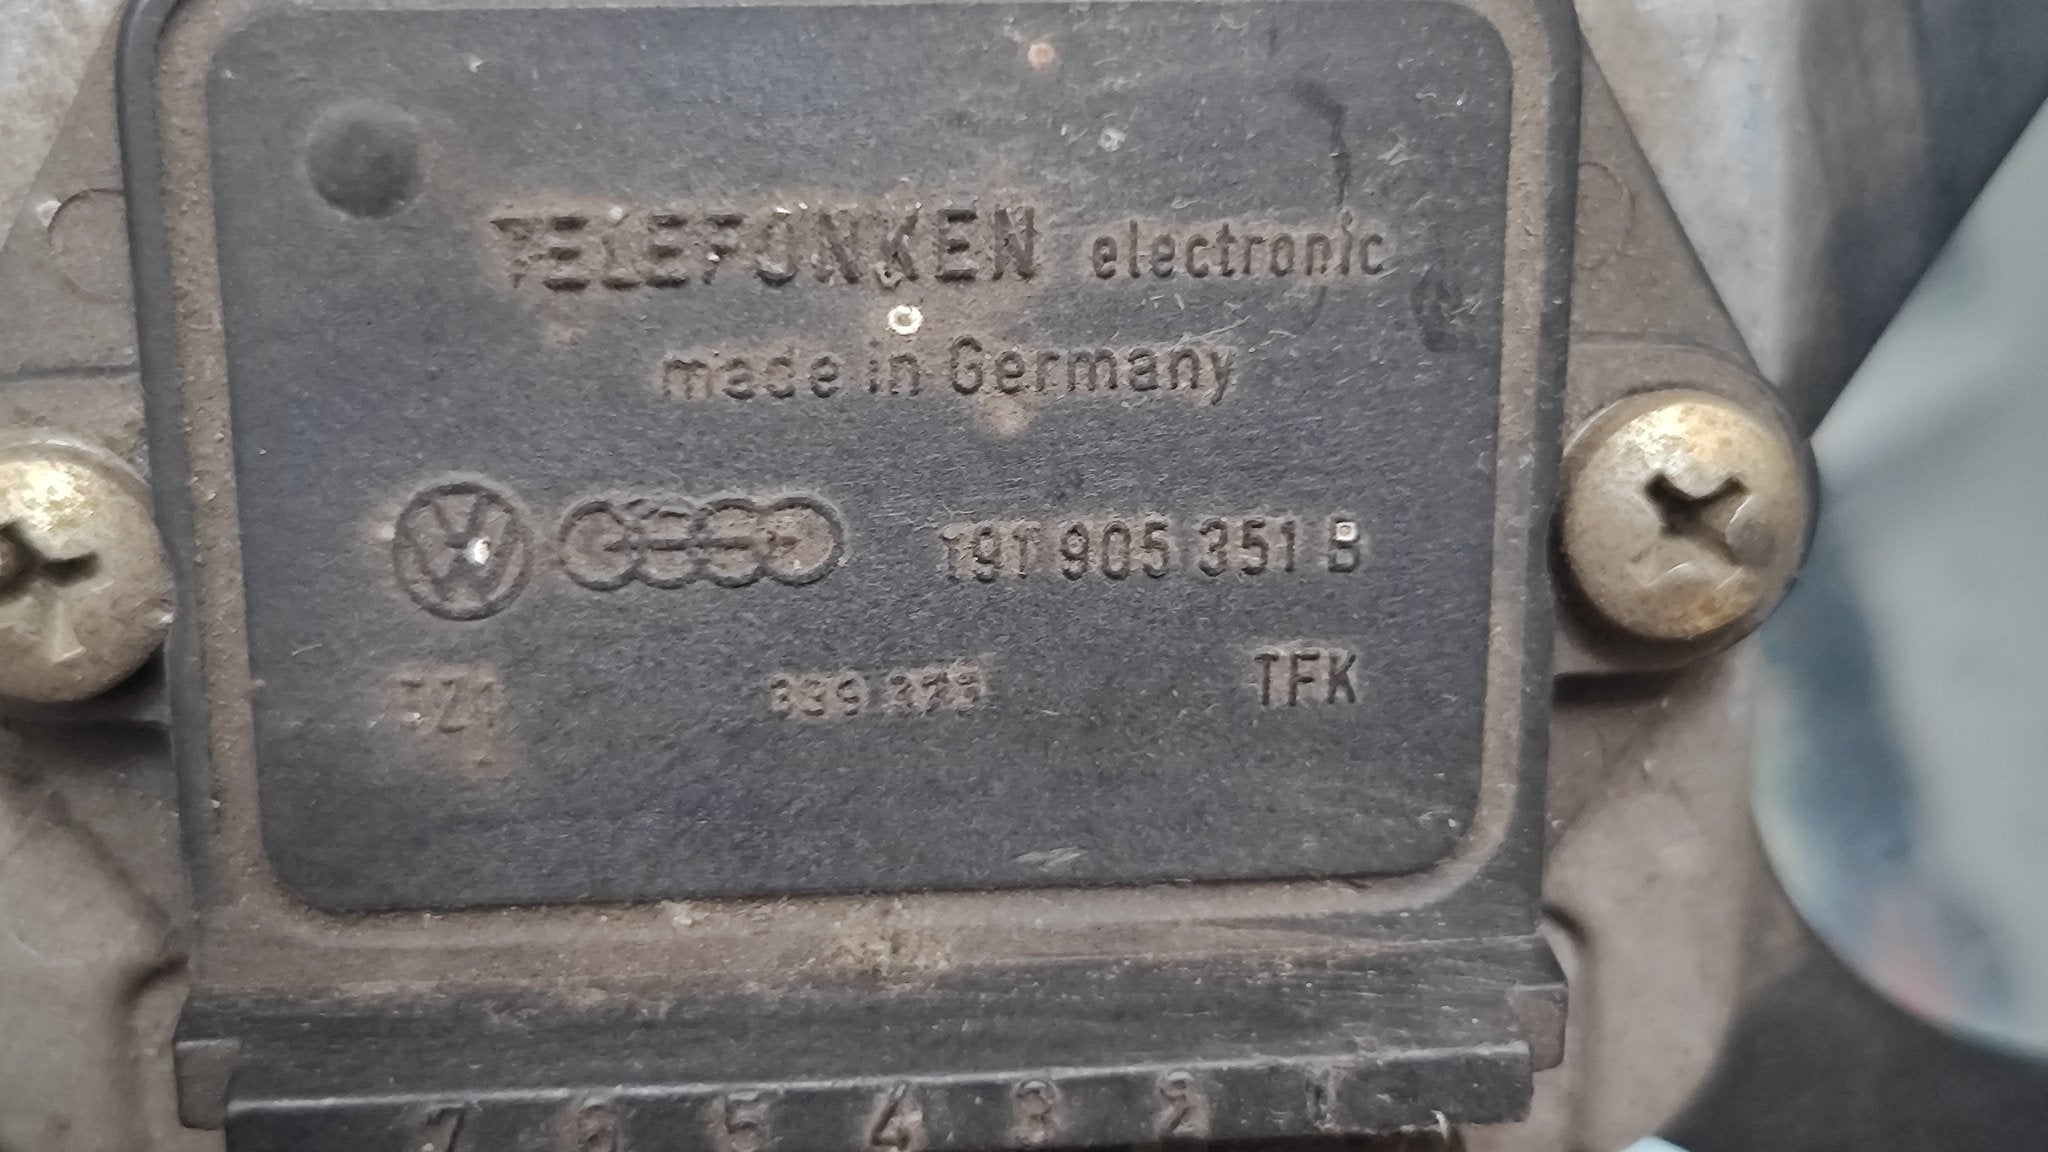 TELEFUNKEN electronic
made in Germany
191 905 351 B
TFK
7 6 5 4 3 2 1